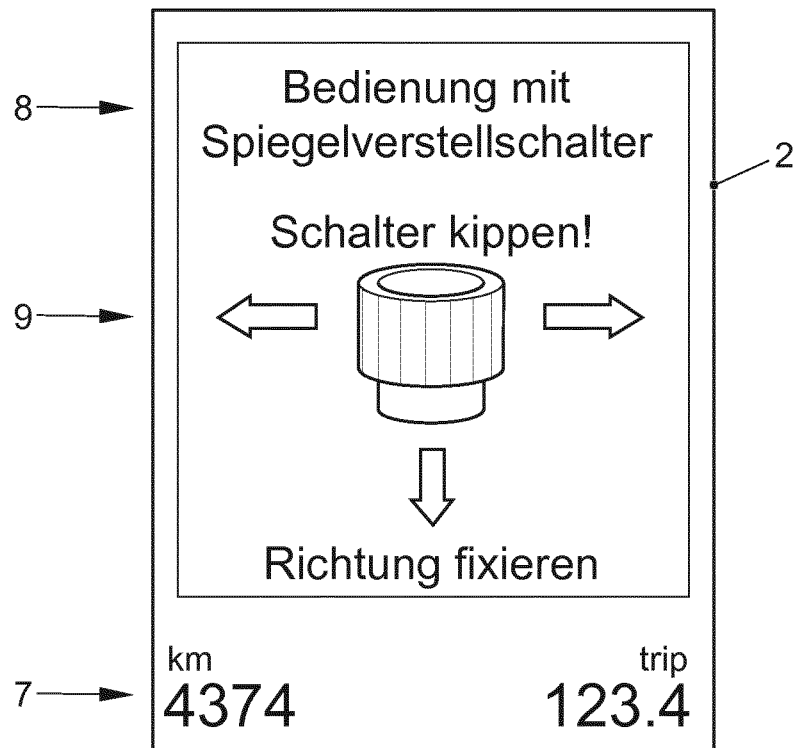 8
Bedienung mit
Spiegelverstellschalter
2
Schalter kippen!
9
Richtung fixieren
km trip
7 4374 123.4